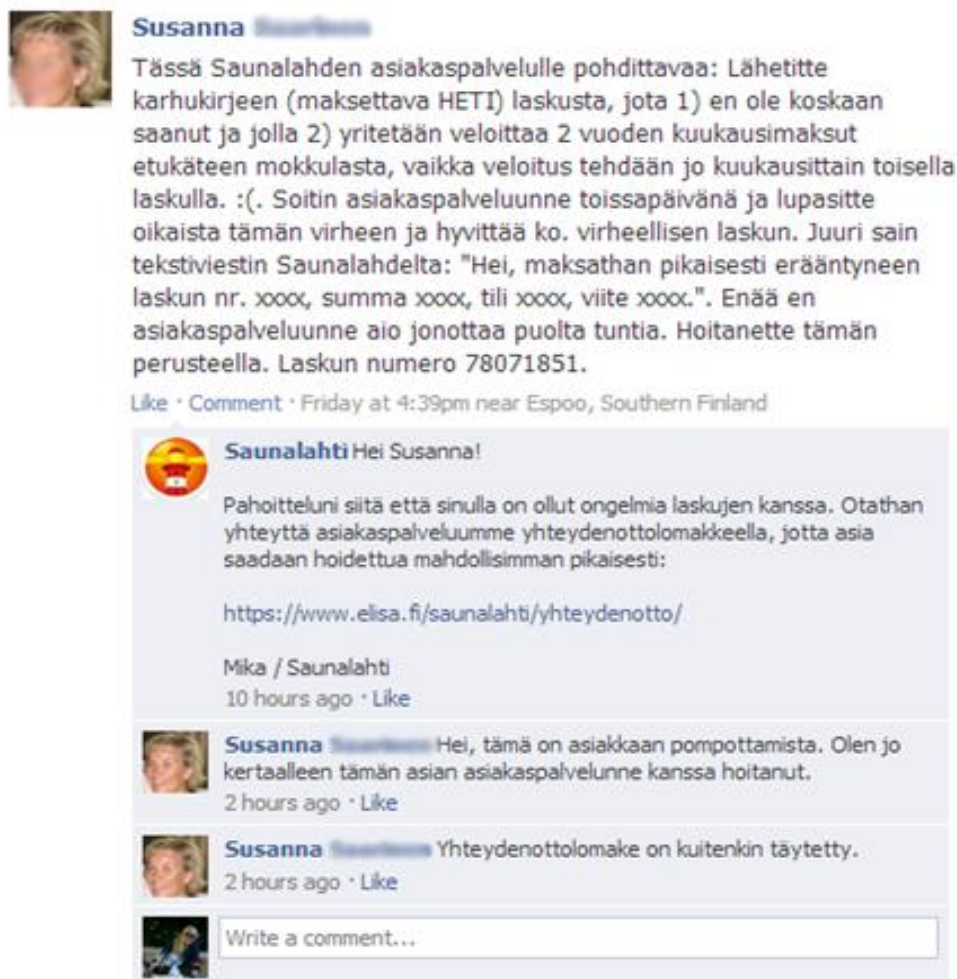 Susanna
Tässä Saunalahden asiakaspalvelulle pohdittavaa: Lähetitte
karhukirjeen (maksettava HETI) laskusta, jota 1) en ole koskaan
saanut ja jolla 2) yritetään veloittaa 2 vuoden kuukausimaksut
etukäteen mokkulasta, vaikka veloitus tehdään jo kuukausittain toisella
laskulla. :(. Soitin asiakaspalveluunne toissapäivänä ja lupasitte
oikaista tämän virheen ja hyvittää ko. virheellisen laskun. Juuri sain
tekstiviestin Saunalahdelta: "Hei, maksathan pikaisesti erääntyneen
laskun nr. xxxx, summa xxxx, tili xxxx, viite xxxx.". Enää en
asiakaspalveluunne aio jonottaa puolta tuntia. Hoitanette tämän
perusteella. Laskun numero 78071851.
Like · Comment · Friday at 4:39pm near Espoo, Southern Finland
Saunalahti Hei Susanna!
Pahoitteluni siitä että sinulla on ollut ongelmia laskujen kanssa. Otathan
yhteyttä asiakaspalveluumme yhteydenottolomakkeella, jotta asia
saadaan hoidettua mahdollisimman pikaisesti:
https://www.elisa.fi/saunalahti/yhteydenotto/
Mika / Saunalahti
10 hours ago · Like
Susanna Hei, tämä on asiakkaan pompottamista. Olen jo
kertaalleen tämän asian asiakaspalvelunne kanssa hoitanut.
2 hours ago · Like
Susanna Yhteydenottolomake on kuitenkin täytetty.
2 hours ago · Like
Write a comment...